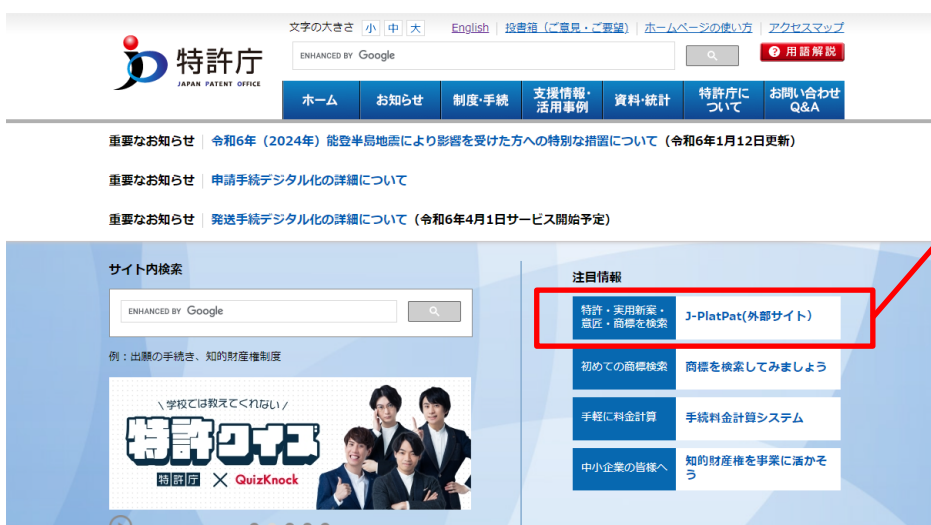 文字の大きさ 小 中 大 English 投書箱（ご意見・ご要望） ホームページの使い方 アクセスマップ
特許庁
JAPAN PATENT OFFICE
ENHANCED BY Google
? 用語解説
ホーム お知らせ 制度・手続 支援情報・活用事例 資料・統計 特許庁について お問い合わせ Q&A
重要なお知らせ 令和6年（2024年）能登半島地震により影響を受けた方への特別な措置について（令和6年1月12日更新）
重要なお知らせ 申請手続デジタル化の詳細について
重要なお知らせ 発送手続デジタル化の詳細について（令和6年4月1日サービス開始予定）
サイト内検索
ENHANCED BY Google
例：出願の手続き、知的財産権制度
\ 学校では教えてくれない /
特許クイズ
特許庁 × QuizKnock
注目情報
特許・実用新案・
意匠・商標を検索
J-PlatPat(外部サイト）
初めての商標検索 商標を検索してみましょう
手軽に料金計算 手続料金計算システム
中小企業の皆様へ 知的財産権を事業に活かそ
う